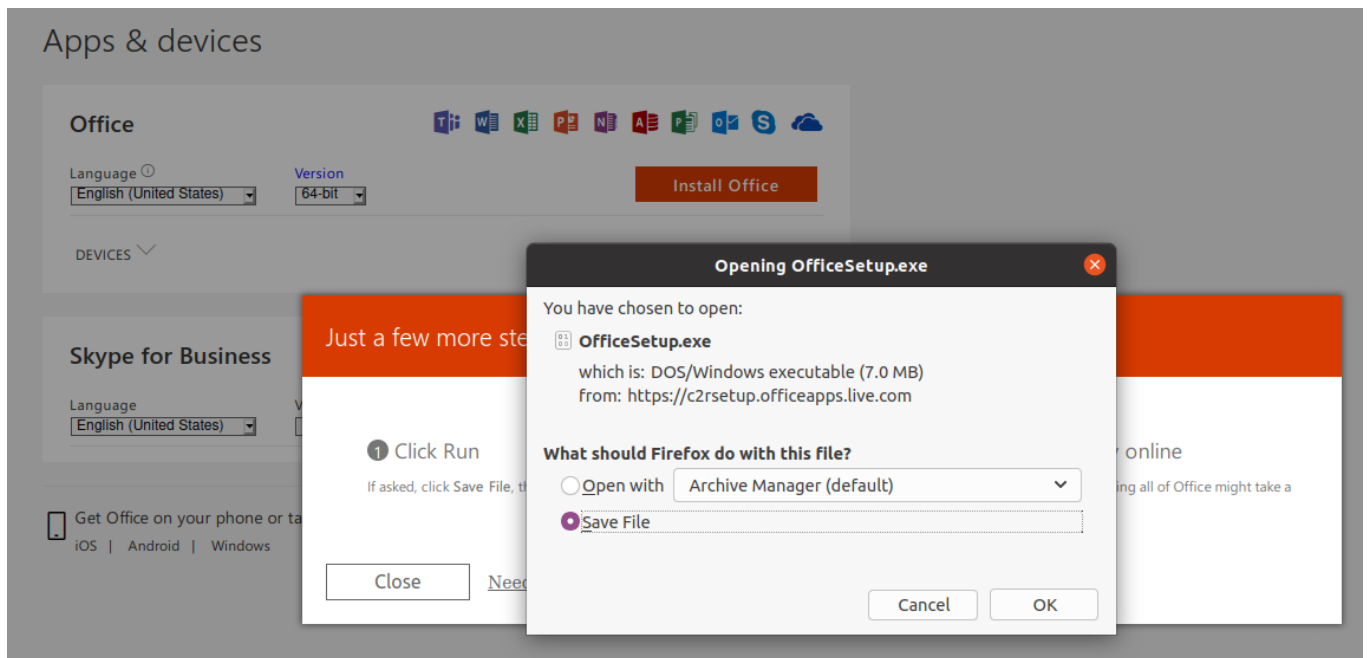 Apps & devices
Office
Language
Version
English (United States)
64-bit
Install Office
DEVICES
Opening OfficeSetup.exe
You have chosen to open:
OfficeSetup.exe
which is: DOS/Windows executable (7.0 MB)
from: https://c2rsetup.officeapps.live.com
What should Firefox do with this file?
Open with Archive Manager (default)
Save File
Cancel OK
Just a few more ste
Skype for Business
Language
English (United States)
1 Click Run
online
If asked, click Save File, th
ing all of Office might take a
Get Office on your phone or ta
iOS | Android | Windows
Close
Need